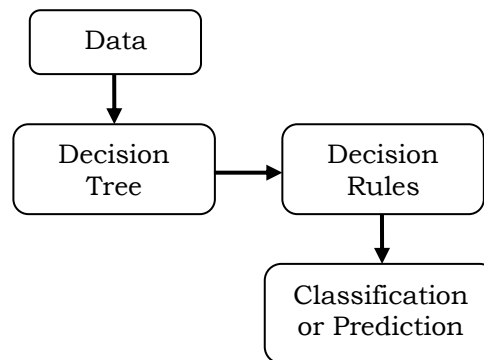 Data
Decision
Tree
Decision
Rules
Classification
or Prediction